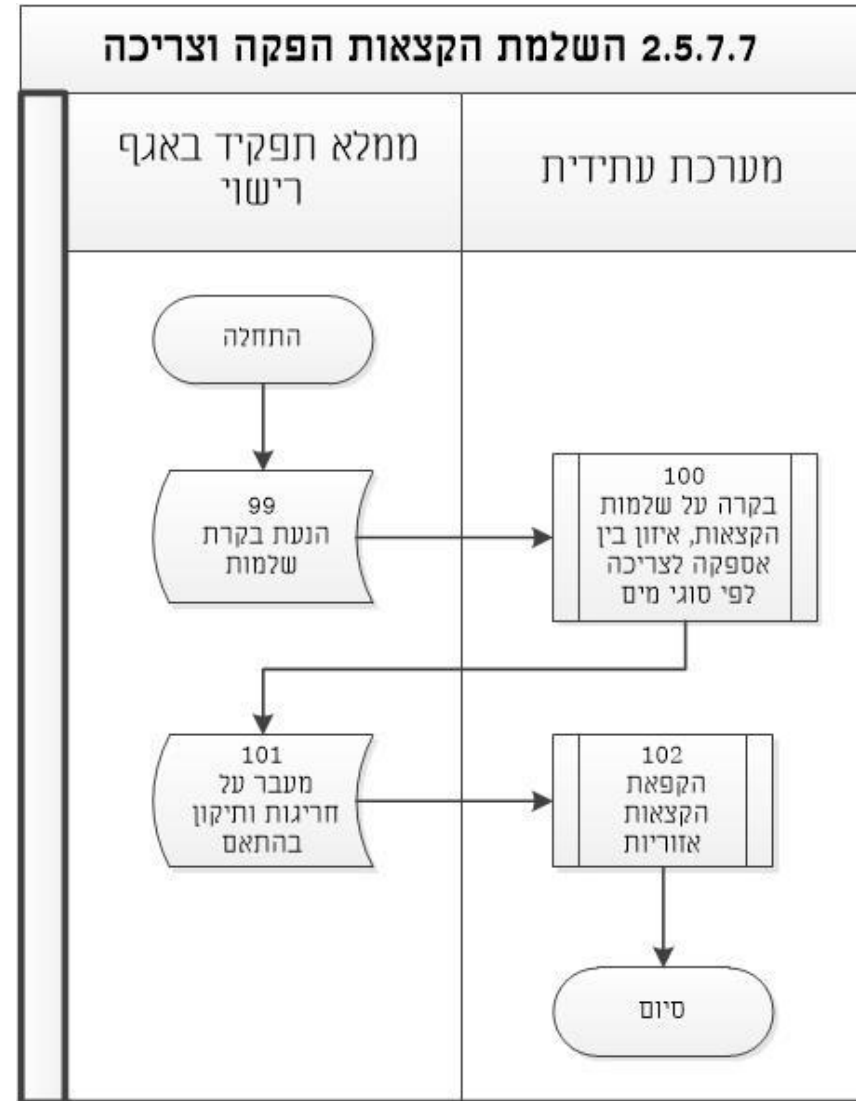 2.5.7.7 השלמת הקצאות הפקה וצריכה
ממלא תפקיד באגף
רישוי
מערכת עתידית
התחלה
99
הנעת בקרת
שלמות
100
בקרה על שלמות
הקצאות, איזון בין
אספקה לצריכה
לפי סוגי מים
101
מעבר על
חריגות ותיקון
בהתאם
102
הקפאת
הקצאות
אזוריות
סיום